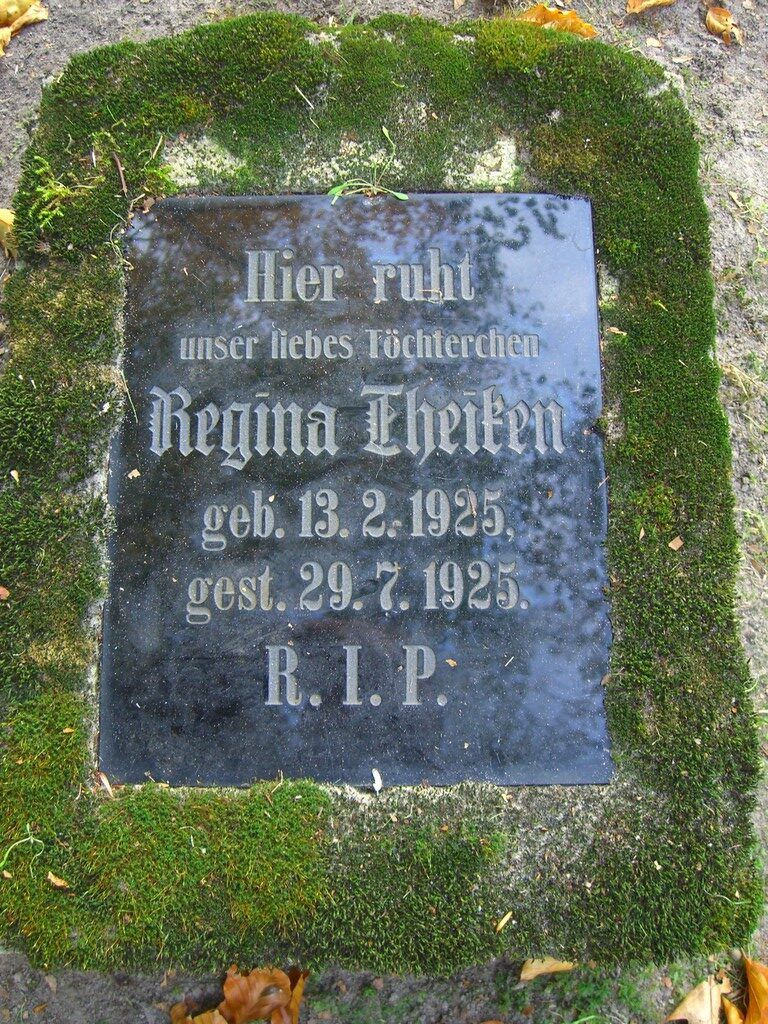 Hier ruht
unser liebes Töchterchen
Regina Theiken
geb. 13. 2. 1925,
gest. 29. 7. 1925.
R. I. P.